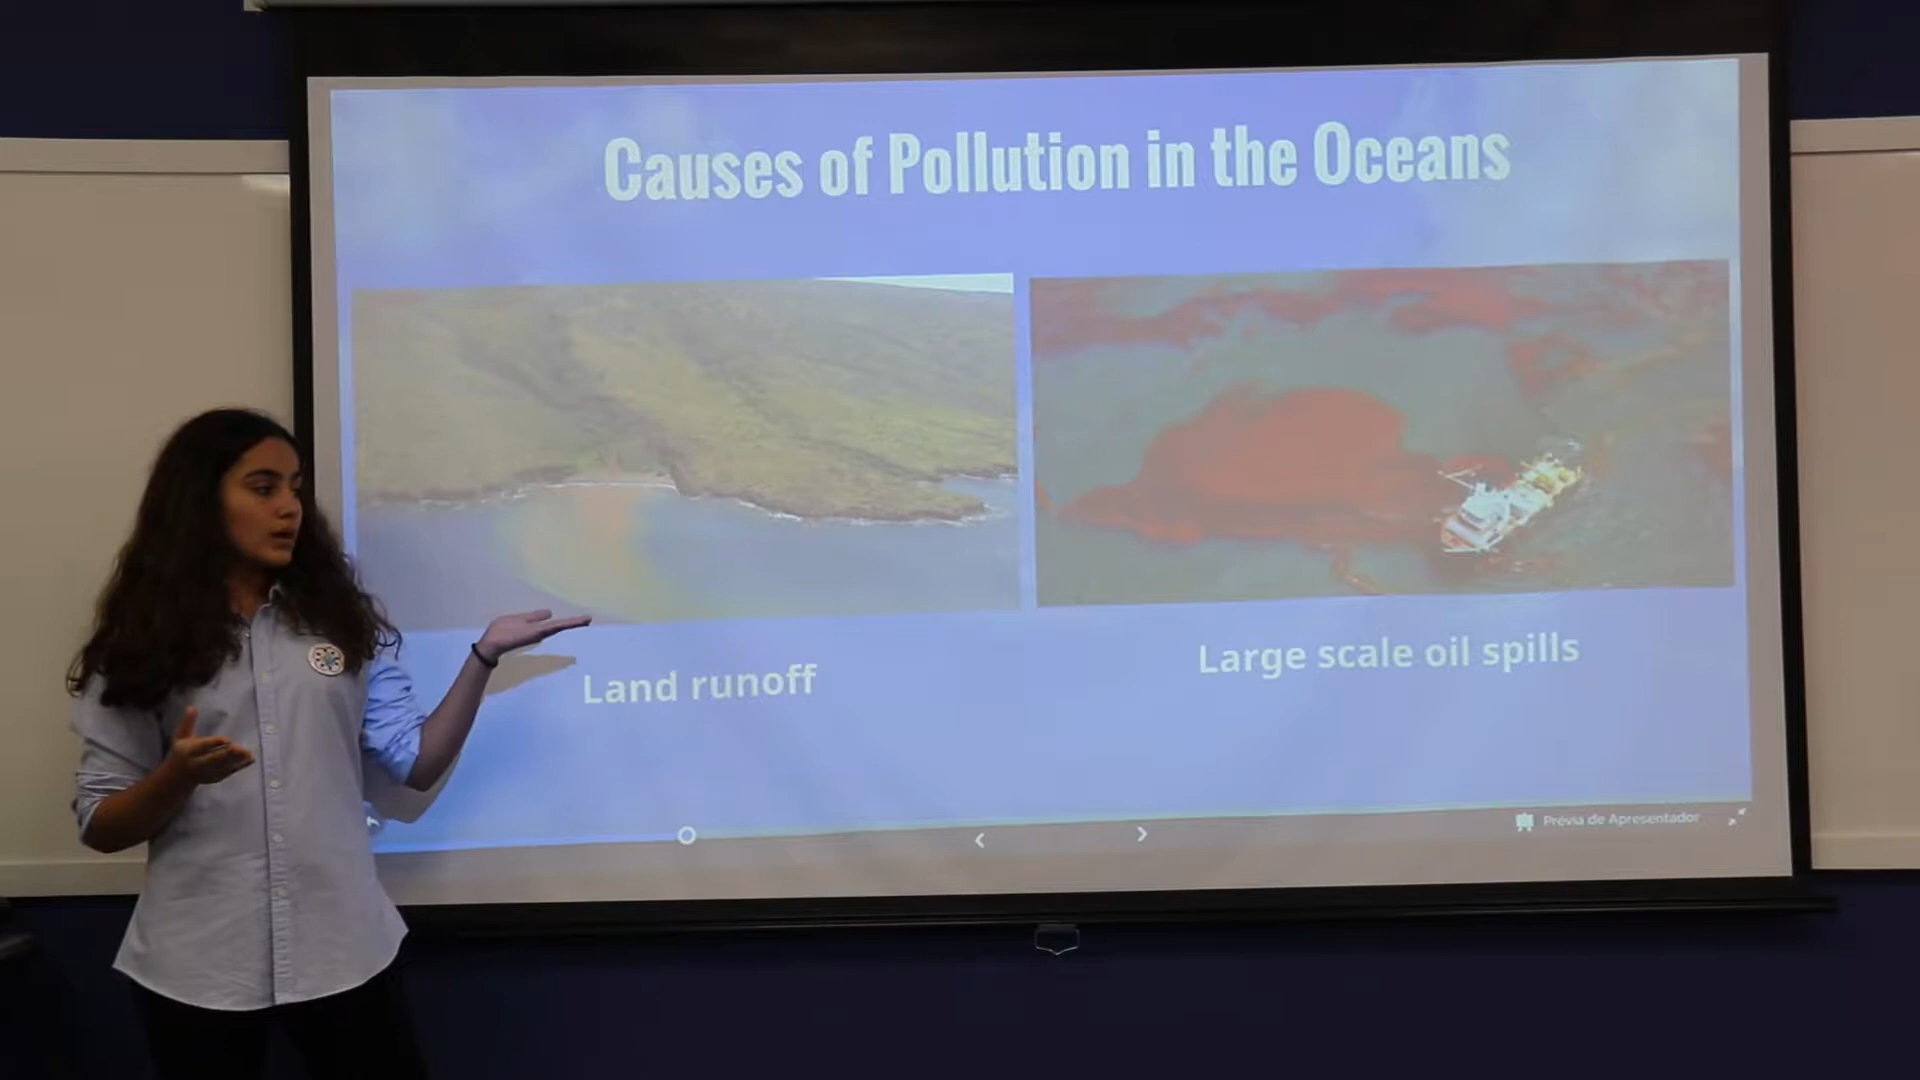 Causes of Pollution in the Oceans
Land runoff
Large scale oil spills
Prévia de Apresentador